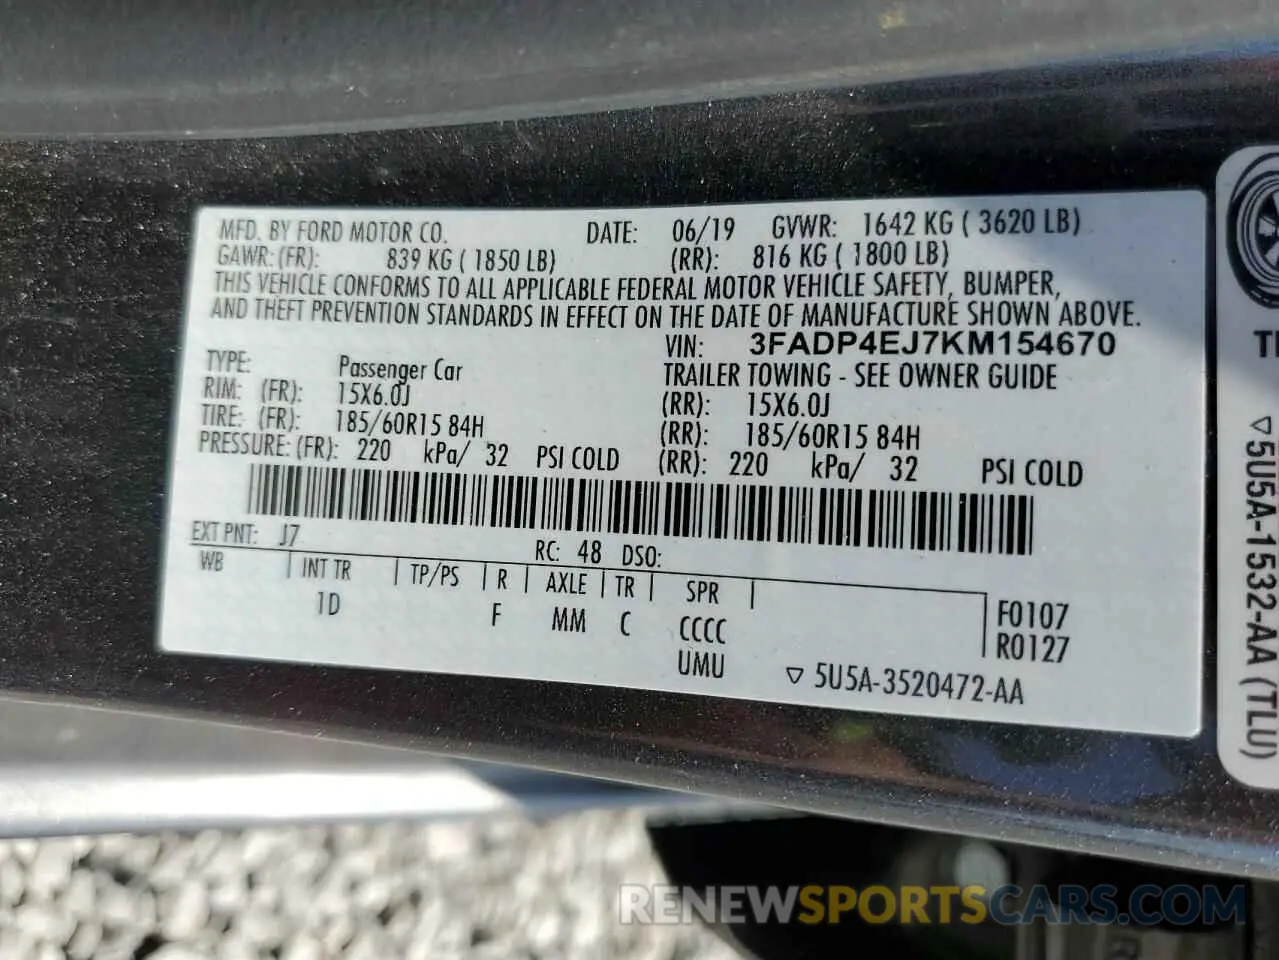 MFD. BY FORD MOTOR CO. DATE: 06/19 GVWR: 1642 KG ( 3620 LB)
GAWR: (FR): 839 KG ( 1850 LB) (RR): 816 KG ( 1800 LB)
THIS VEHICLE CONFORMS TO ALL APPLICABLE FEDERAL MOTOR VEHICLE SAFETY, BUMPER,
AND THEFT PREVENTION STANDARDS IN EFFECT ON THE DATE OF MANUFACTURE SHOWN ABOVE.
VIN: 3FADP4EJ7KM154670
TYPE: Passenger Car TRAILER TOWING - SEE OWNER GUIDE
RIM: (FR): 15X6.0J (RR): 15X6.0J
TIRE: (FR): 185/60R15 84H (RR): 185/60R15 84H
PRESSURE: (FR): 220 kPa/ 32 PSI COLD (RR): 220 kPa/ 32 PSI COLD
EXT PNT: J7 RC: 48 DSO:
WB INT TR TP/PS R AXLE TR SPR
1D F MM C CCCC F0107
UMU R0127
▽ 5U5A-3520472-AA
▽5U5A-1532-AA (TLU)
RENEWSPORTSCARS.COM